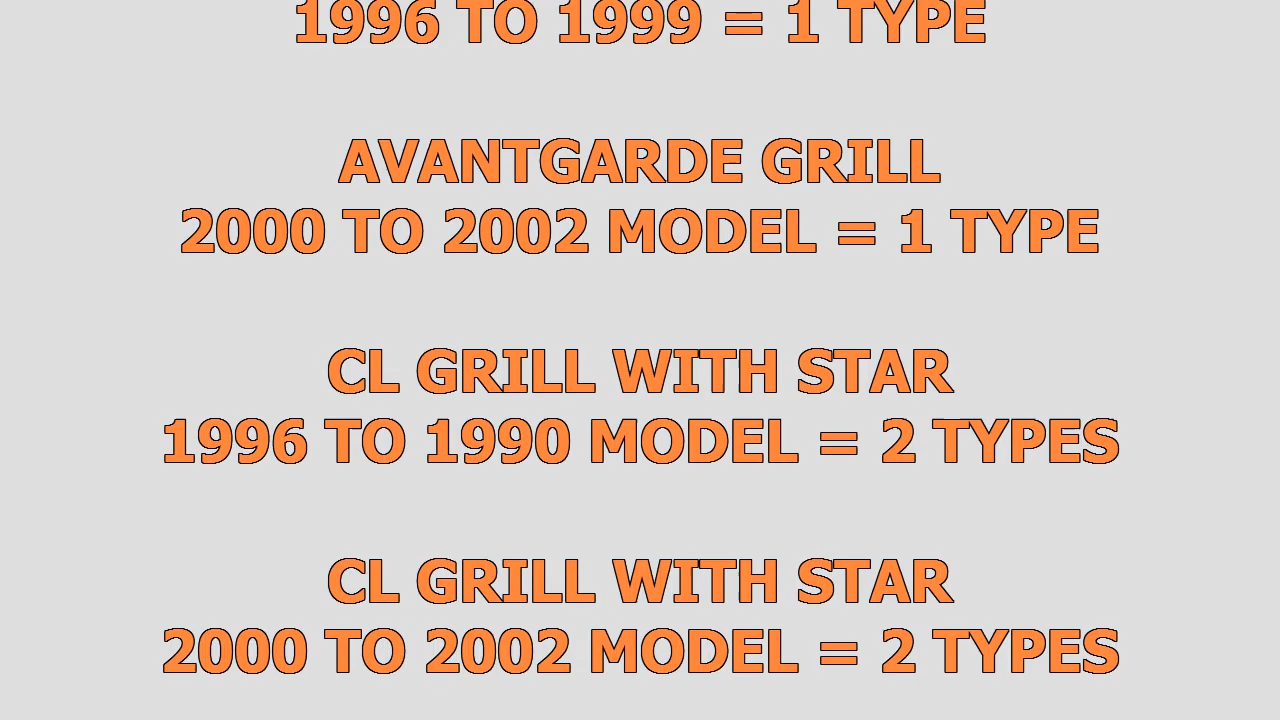 1996 TO 1999 = 1 TYPE
AVANTGARDE GRILL
2000 TO 2002 MODEL = 1 TYPE
CL GRILL WITH STAR
1996 TO 1990 MODEL = 2 TYPES
CL GRILL WITH STAR
2000 TO 2002 MODEL = 2 TYPES